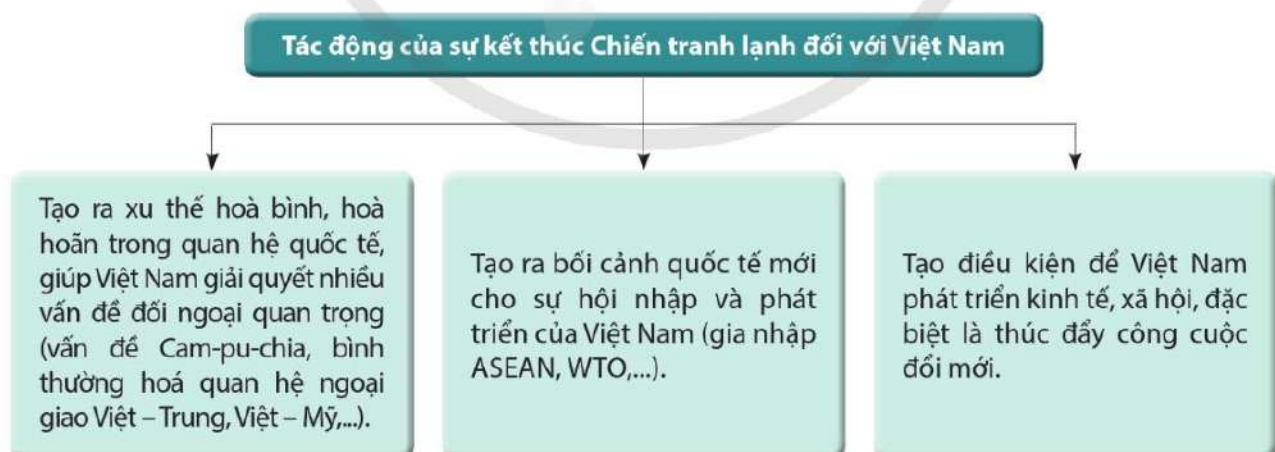 Tác động của sự kết thúc Chiến tranh lạnh đối với Việt Nam
Tạo ra xu thế hoà bình, hoà
hoãn trong quan hệ quốc tế,
giúp Việt Nam giải quyết nhiều
vấn đề đối ngoại quan trọng
(vấn đề Cam-pu-chia, bình
thường hoá quan hệ ngoại
giao Việt – Trung, Việt – Mỹ,...).
Tạo ra bối cảnh quốc tế mới
cho sự hội nhập và phát
triển của Việt Nam (gia nhập
ASEAN, WTO,...).
Tạo điều kiện để Việt Nam
phát triển kinh tế, xã hội, đặc
biệt là thúc đẩy công cuộc
đổi mới.